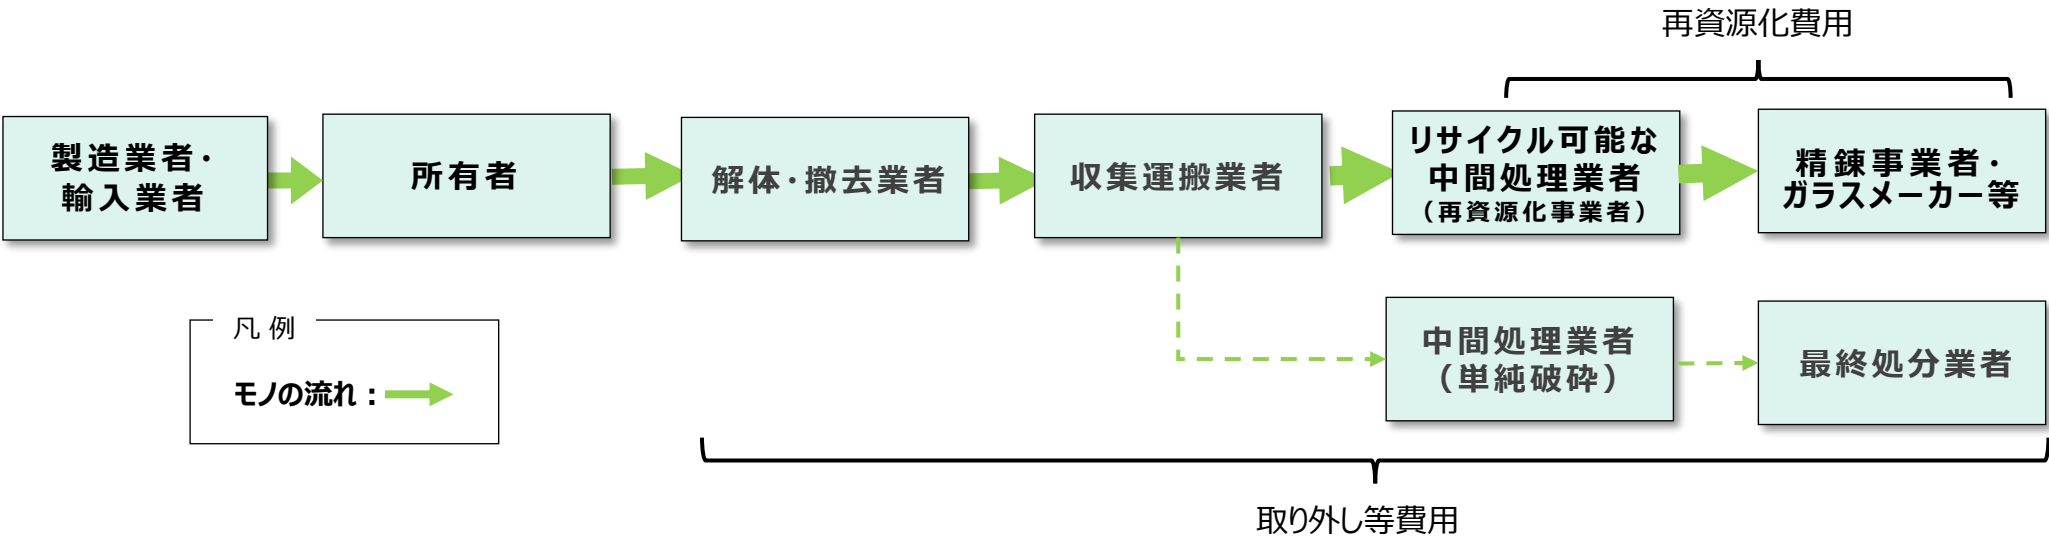 再資源化費用
製造業者・
輸入業者
所有者
解体・撤去業者
収集運搬業者
リサイクル可能な
中間処理業者
（再資源化事業者）
精錬事業者・
ガラスメーカー等
凡例
モノの流れ：
中間処理業者
（単純破砕）
最終処分業者
取り外し等費用